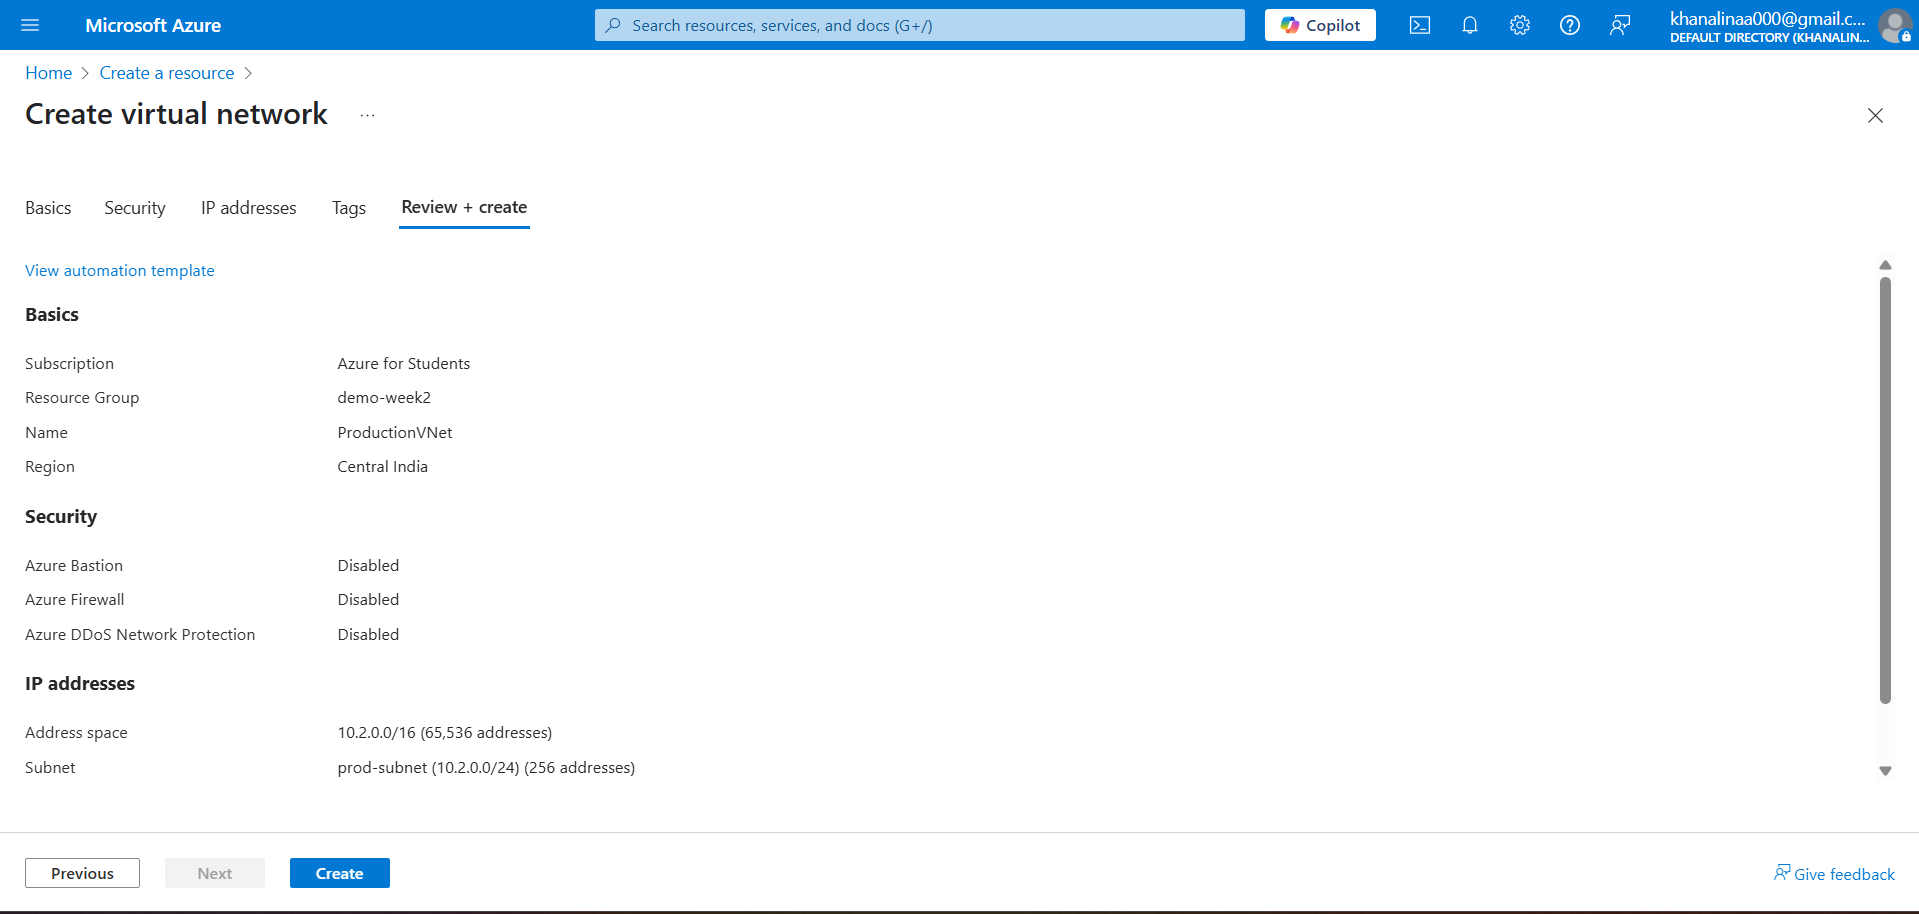 Microsoft Azure
Search resources, services, and docs (G+/)
Copilot
khanalinaa000@gmail.c...
DEFAULT DIRECTORY (KHANALIN...
Home > Create a resource >
Create virtual network ...
Basics Security IP addresses Tags Review + create
View automation template
Basics
Subscription Azure for Students
Resource Group demo-week2
Name ProductionVNet
Region Central India
Security
Azure Bastion Disabled
Azure Firewall Disabled
Azure DDoS Network Protection Disabled
IP addresses
Address space 10.2.0.0/16 (65,536 addresses)
Subnet prod-subnet (10.2.0.0/24) (256 addresses)
Previous Next Create Give feedback